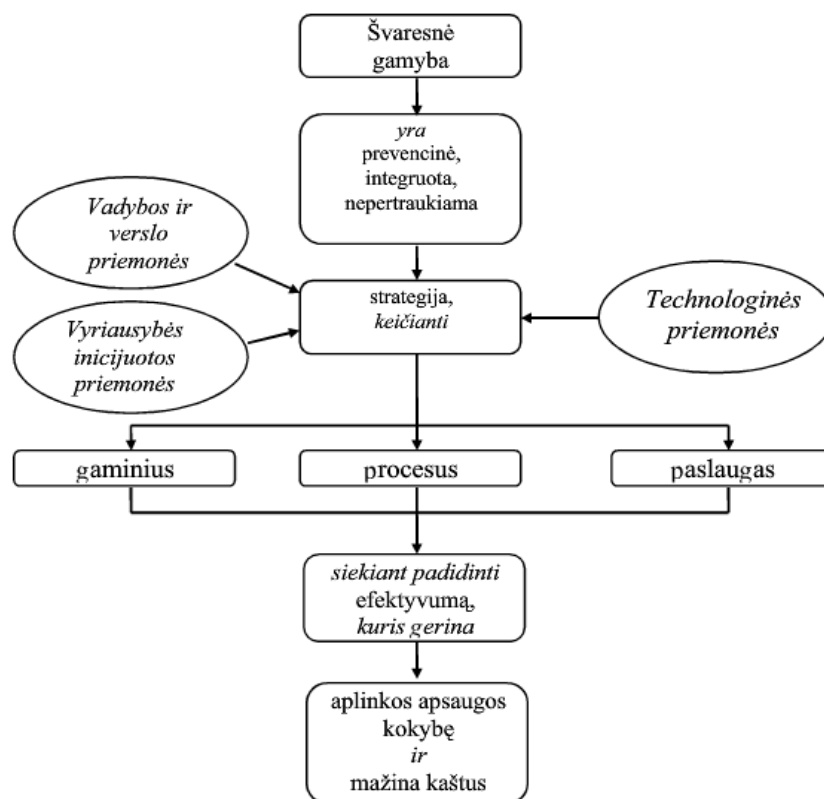 Švaresnė
gamyba
yra
prevencinė,
integruota,
nepertraukiama
Vadybos ir
verslo
priemonės
Vyriausybės
inicijuotos
priemonės
strategija,
keičianti
Technologinės
priemonės
gaminius
procesus
paslaugas
siekiant padidinti
efektyvumą,
kuris gerina
aplinkos apsaugos
kokybę
ir
mažina kaštus